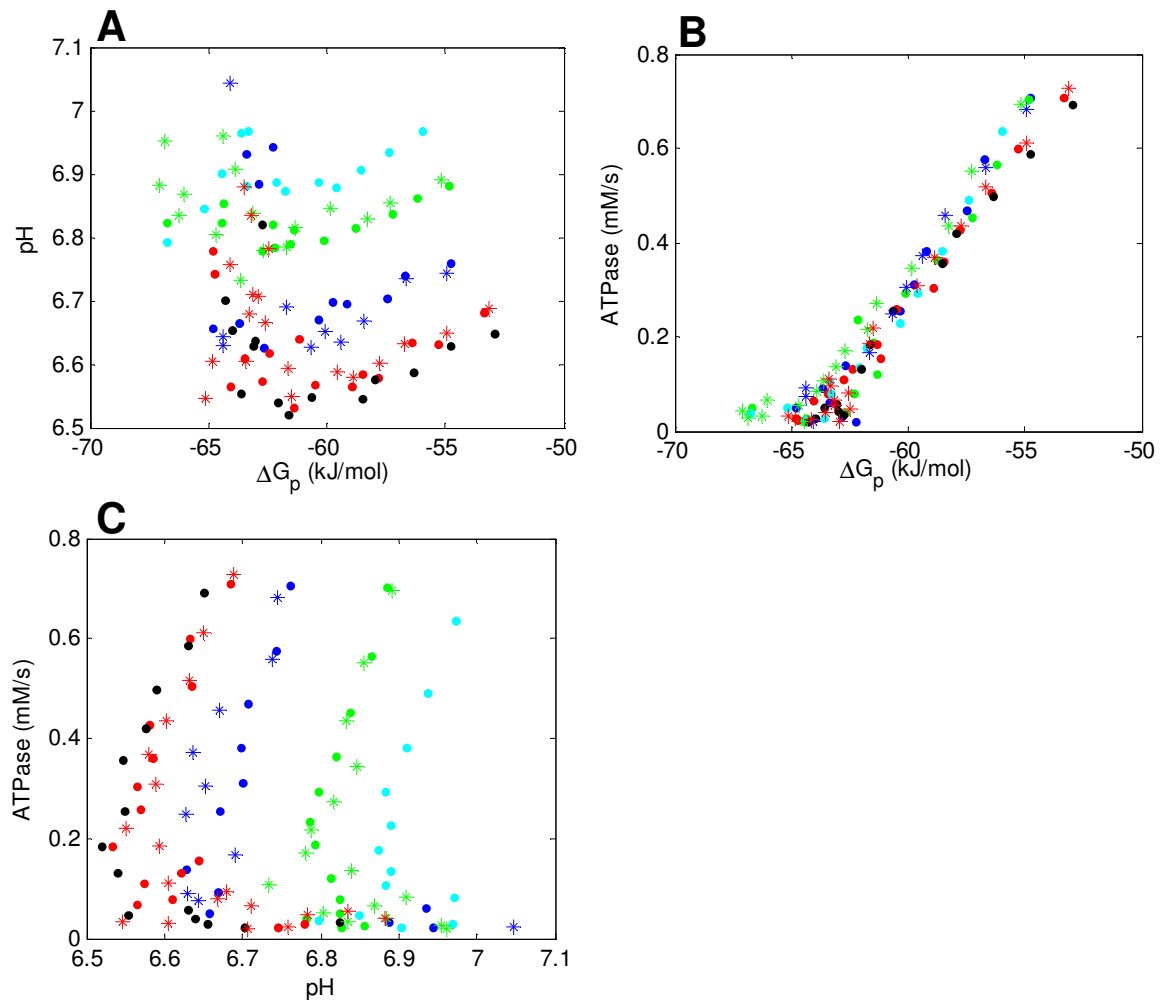 A
7.1
7
6.9
6.8
6.7
6.6
6.5
pH
-70 -65 -60 -55 -50
ΔGp (kJ/mol)
B
0.8
0.6
0.4
0.2
0
ATPase (mM/s)
-70 -65 -60 -55 -50
ΔGp (kJ/mol)
C
0.8
0.6
0.4
0.2
0
ATPase (mM/s)
6.5 6.6 6.7 6.8 6.9 7 7.1
pH